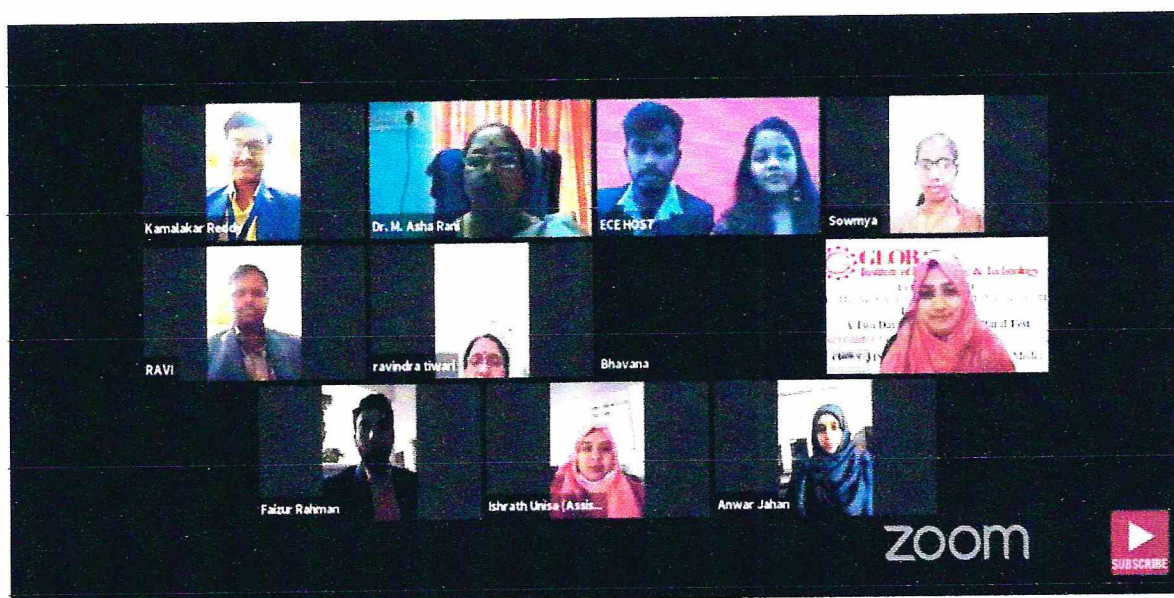 Kamalakar Reddy
Dr. M. Asha Rani
ECE HOST
Sowmya
RAVI
ravindra tiwari
Bhavana
Institute of
& Technology
A Two Da
Faizur Rahman
Ishrath Unisa (Assis...
Anwar Jahan
zoom
SUBSCRIBE